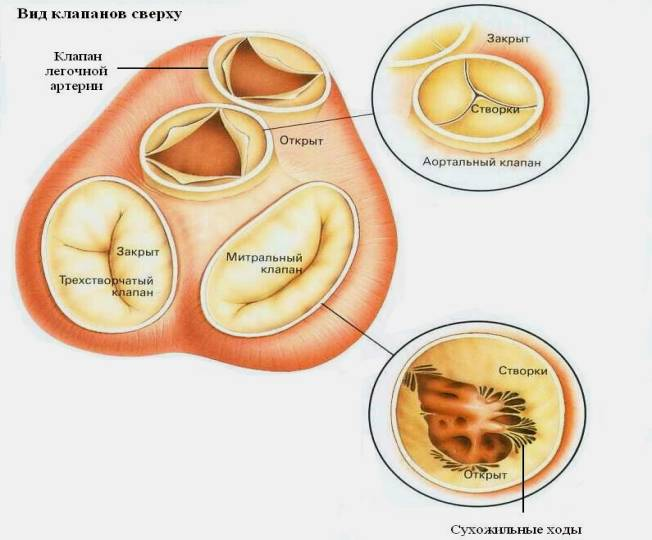 Вид клапанов сверху
Клапан
легочной
артерии
Открыт
Закрыт
Створки
Аортальный клапан
Закрыт
Трехстворчатый
клапан
Митральный
клапан
Створки
Открыт
Сухожильные ходы